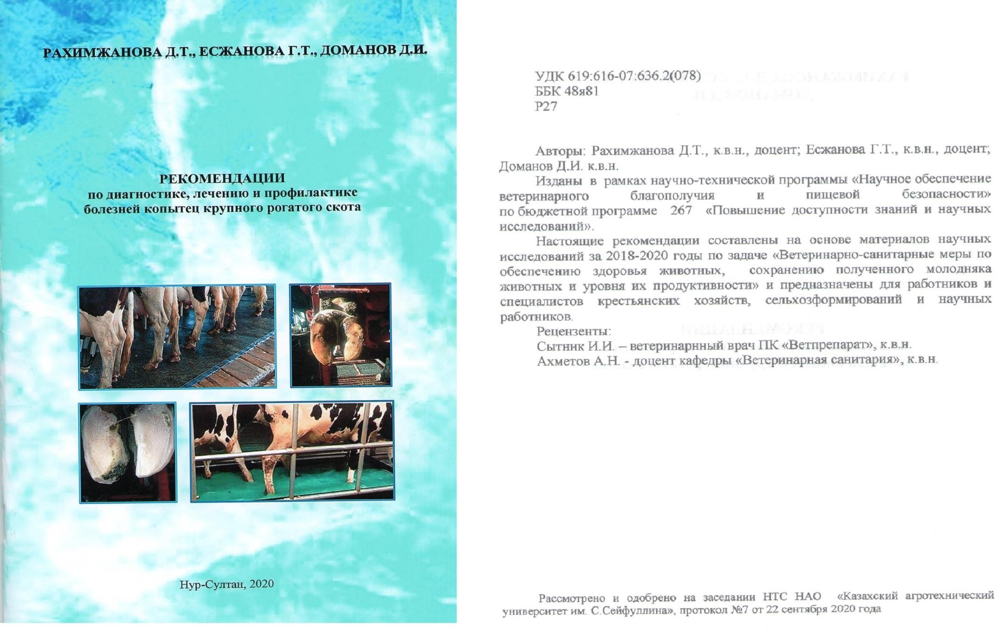 РАХИМЖАНОВА Д.Т., ЕСЖАНОВА Г.Т., ДОМАНОВ Д.И.
РЕКОМЕНДАЦИИ
по диагностике, лечению и профилактике
болезней копытец крупного рогатого скота
Нур-Султан, 2020
УДК 619:616-07:636.2(078)
ББК 48я81
Р27
Авторы: Рахимжанова Д.Т., к.в.н., доцент; Есжанова Г.Т., к.в.н., доцент;
Доманов Д.И. к.в.н.
Изданы в рамках научно-технической программы «Научное обеспечение
ветеринарного благополучия и пищевой безопасности»
по бюджетной программе 267 «Повышение доступности знаний и научных
исследований».
Настоящие рекомендации составлены на основе материалов научных
исследований за 2018-2020 годы по задаче «Ветеринарно-санитарные меры по
обеспечению здоровья животных, сохранению полученного молодняка
животных и уровня их продуктивности» и предназначены для работников и
специалистов крестьянских хозяйств, сельхозформирований и научных
работников.
Рецензенты:
Сытник И.И. – ветеринарнный врач ПК «Ветпрепарат», к.в.н.
Ахметов А.Н. - доцент кафедры «Ветеринарная санитария», к.в.н.
Рассмотрено и одобрено на заседании НТС НАО «Казахский агротехнический
университет им. С.Сейфуллина», протокол №7 от 22 сентября 2020 года